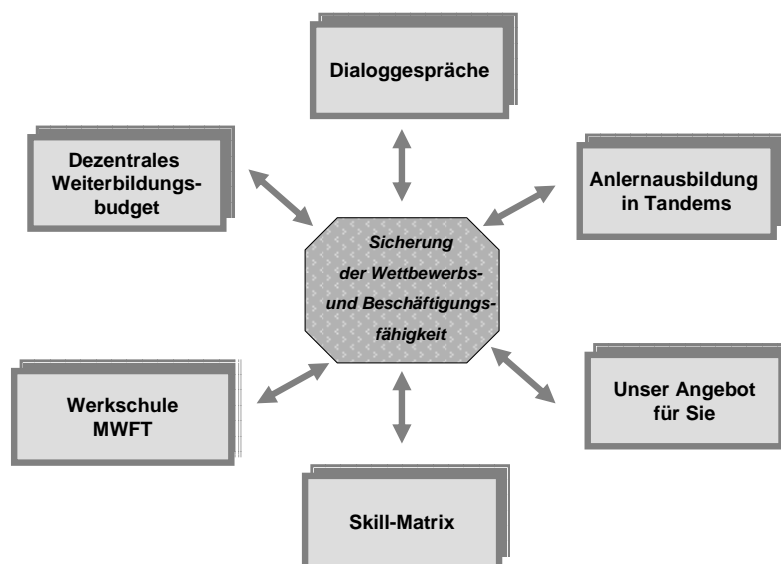 Dialoggespräche
Dezentrales
Weiterbildungs-
budget
Anlernausbildung
in Tandems
Sicherung
der Wettbewerbs-
und Beschäftigungs-
fähigkeit
Werkschule
MWFT
Unser Angebot
für Sie
Skill-Matrix